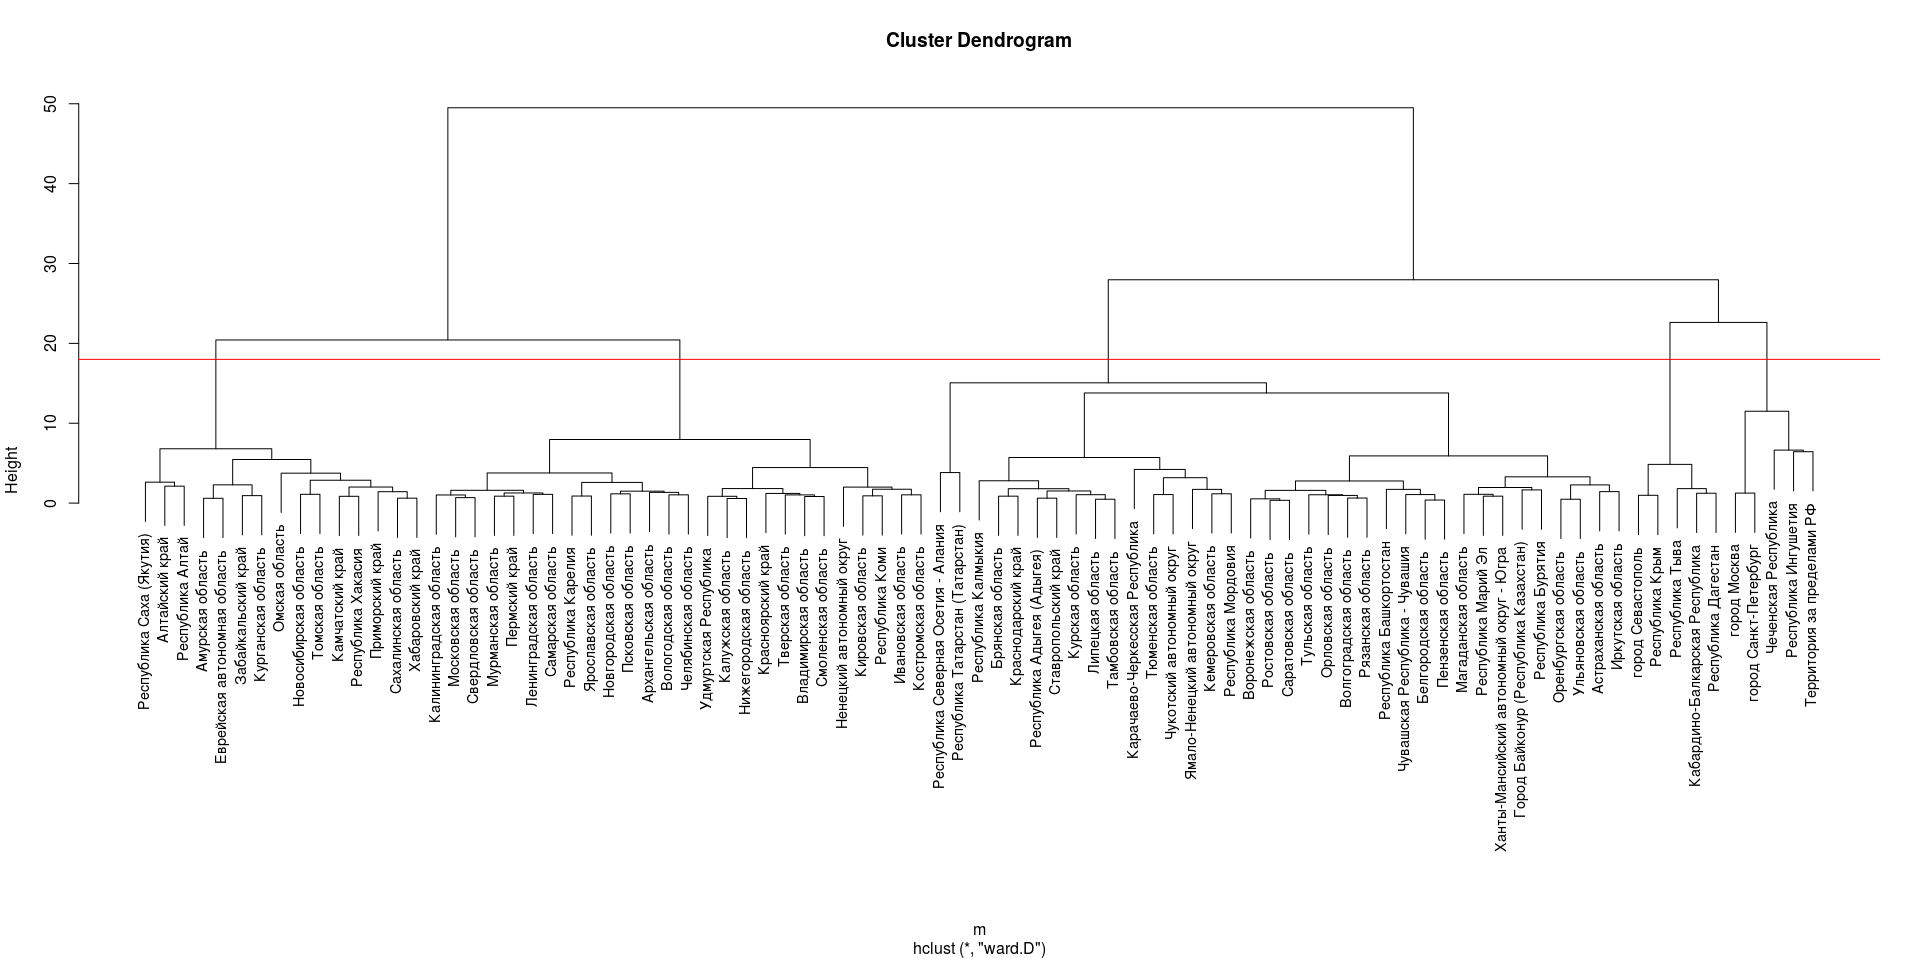 Cluster Dendrogram
50
40
30
20
10
0
Height
Республика Саха (Якутия)
Алтайский край
Республика Алтай
Амурская область
Еврейская автономная область
Забайкальский край
Курганская область
Омская область
Новосибирская область
Томская область
Камчатский край
Республика Хакасия
Приморский край
Сахалинская область
Хабаровский край
Калининградская область
Московская область
Свердловская область
Мурманская область
Пермский край
Ленинградская область
Самарская область
Республика Карелия
Ярославская область
Новгородская область
Псковская область
Архангельская область
Вологодская область
Челябинская область
Удмуртская Республика
Калужская область
Нижегородская область
Красноярский край
Тверская область
Владимирская область
Смоленская область
Ненецкий автономный округ
Кировская область
Республика Коми
Ивановская область
Костромская область
Республика Северная Осетия - Алания
Республика Татарстан (Татарстан)
Республика Калмыкия
Брянская область
Краснодарский край
Республика Адыгея (Адыгея)
Ставропольский край
Курская область
Липецкая область
Тамбовская область
Карачаево-Черкесская Республика
Тюменская область
Чукотский автономный округ
Ямало-Ненецкий автономный округ
Кемеровская область
Республика Мордовия
Воронежская область
Ростовская область
Саратовская область
Тульская область
Орловская область
Волгоградская область
Рязанская область
Республика Башкортостан
Чувашская Республика - Чувашия
Белгородская область
Пензенская область
Магаданская область
Республика Марий Эл
Ханты-Мансийский автономный округ - Югра
Город Байконур (Республика Казахстан)
Республика Бурятия
Оренбургская область
Ульяновская область
Астраханская область
Иркутская область
город Севастополь
Республика Крым
Республика Тыва
Кабардино-Балкарская Республика
Республика Дагестан
город Москва
город Санкт-Петербург
Чеченская Республика
Республика Ингушетия
Территория за пределами РФ
m
hclust (*, "ward.D")